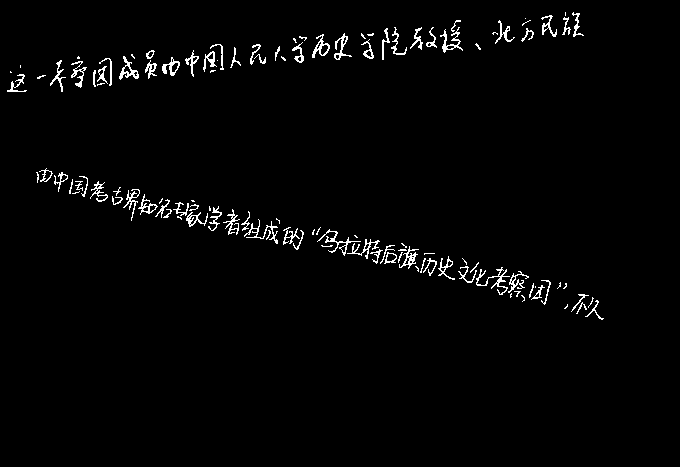 这一考察团成员由中国人民大学历史学院教授、北方民族
由中国考古界知名专家学者组成的“乌拉特后旗历史文化考察团”,不久